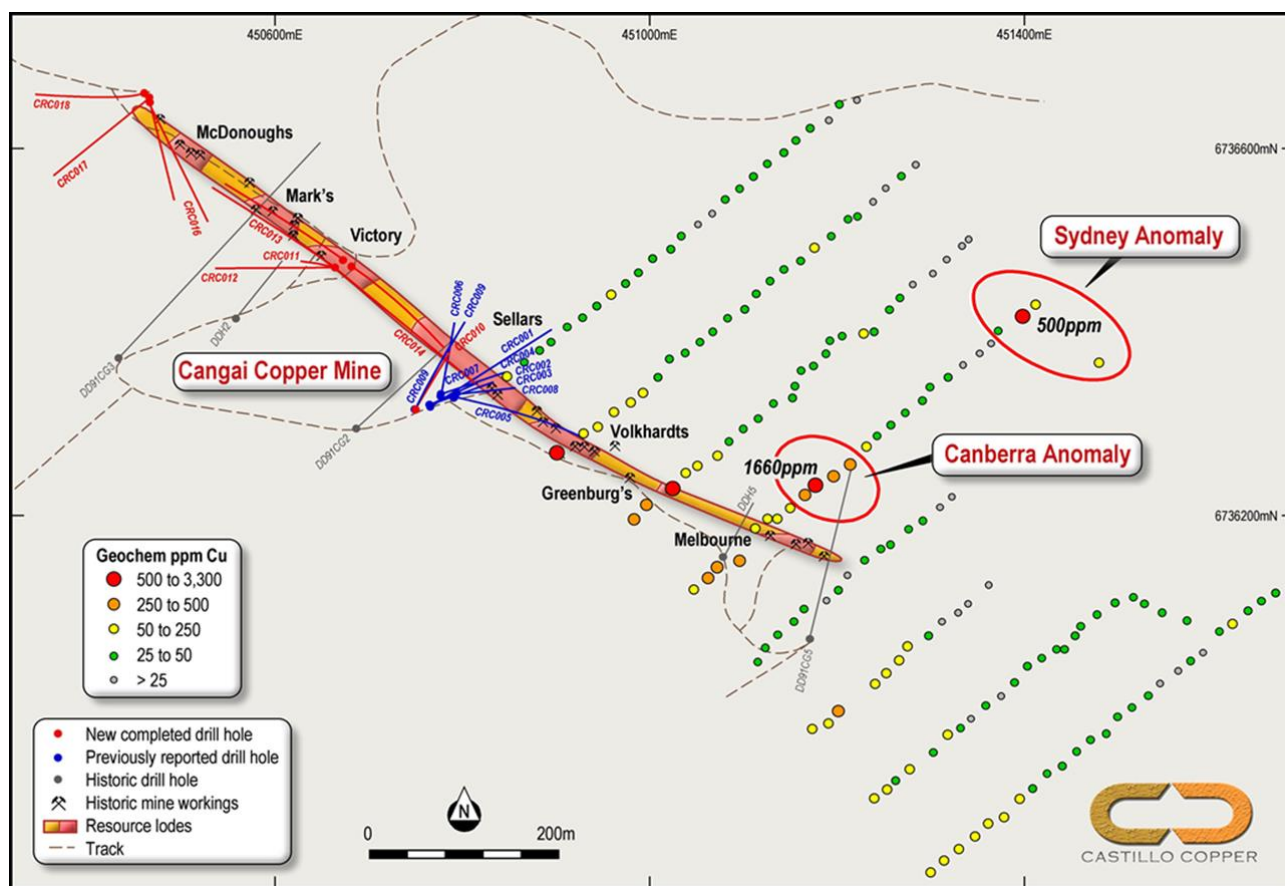 450600mE
451000mE
451400mE
CRC018
McDonoughs
6736600mN
6736600mN
CRC017
Mark's
CRC016
CRC013
Victory
Sydney Anomaly
CRC011
CRC012
CRC006
CRC009
500ppm
DDH2
Sellars
CRC010
CRC001
CRC014
CRC004
DD91CG3
Cangai Copper Mine
CRC007
CRC002
CRC003
CRC009
CRC008
CRC005
DD91CG2
Volkhardts
Canberra Anomaly
1660ppm
Greenburg's
DDH5
6736200mN
6736200mN
Melbourne
DD91CG5
Geochem ppm Cu
500 to 3,300
250 to 500
50 to 250
25 to 50
> 25
New completed drill hole
Previously reported drill hole
Historic drill hole
Historic mine workings
Resource lodes
Track
N
0
200m
CASTILLO COPPER